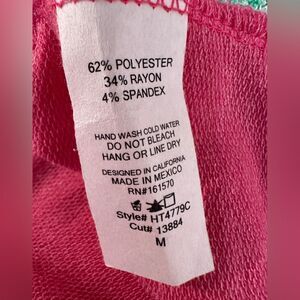 62% POLYESTER
34% RAYON
4% SPANDEX
HAND WASH COLD WATER
DO NOT BLEACH
HANG OR LINE DRY
DESIGNED IN CALIFORNIA
MADE IN MEXICO
RN#161570
Style# HT4779C
Cut# 13884
M